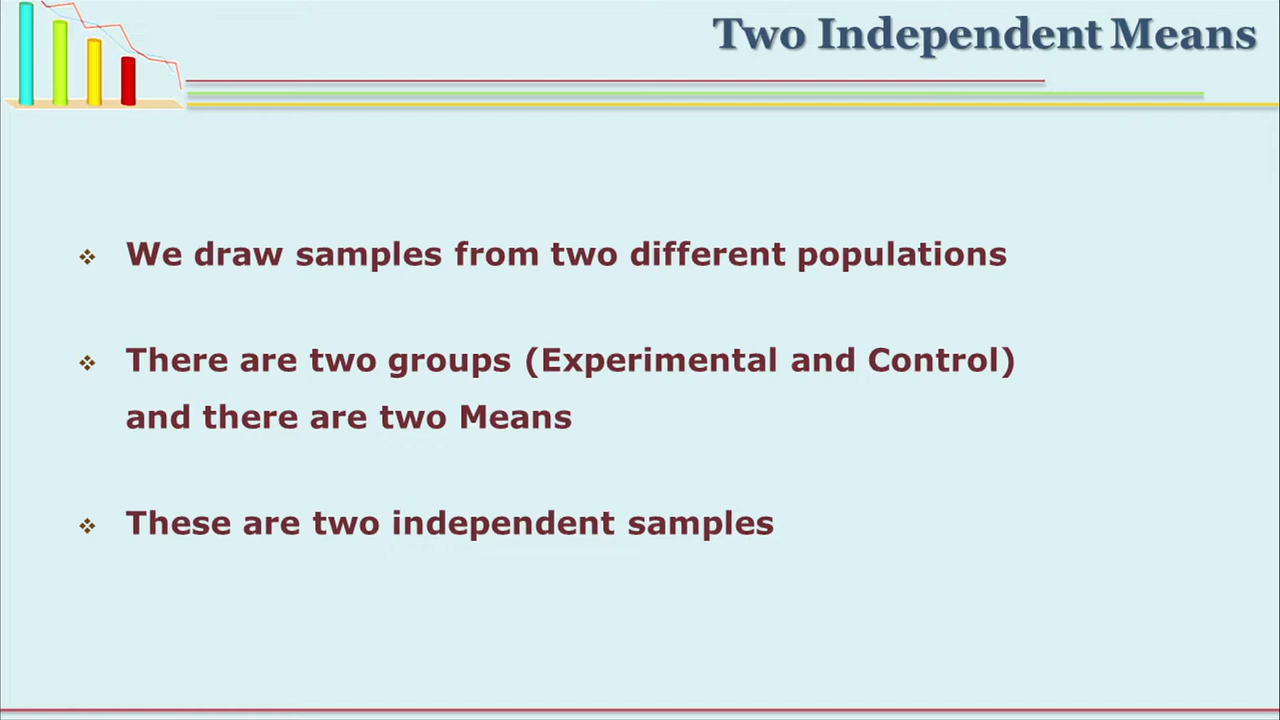 Two Independent Means
❖ We draw samples from two different populations
❖ There are two groups (Experimental and Control)
and there are two Means
❖ These are two independent samples